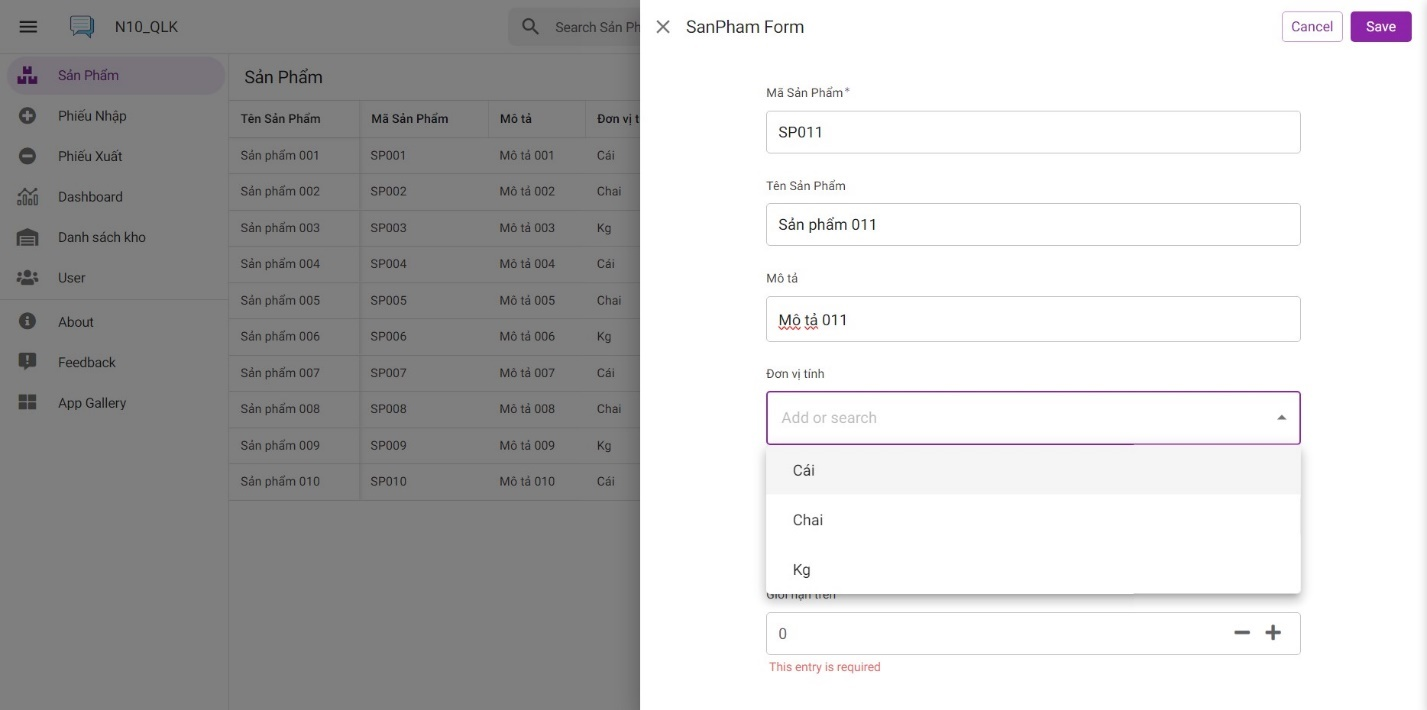 N10_QLK
Search Sản Ph
Sản Phẩm
Phiếu Nhập
Phiếu Xuất
Dashboard
Danh sách kho
User
About
Feedback
App Gallery
Sản Phẩm
Tên Sản Phẩm Mã Sản Phẩm Mô tả Đơn vị t
Sản phẩm 001 SP001 Mô tả 001 Cái
Sản phẩm 002 SP002 Mô tả 002 Chai
Sản phẩm 003 SP003 Mô tả 003 Kg
Sản phẩm 004 SP004 Mô tả 004 Cái
Sản phẩm 005 SP005 Mô tả 005 Chai
Sản phẩm 006 SP006 Mô tả 006 Kg
Sản phẩm 007 SP007 Mô tả 007 Cái
Sản phẩm 008 SP008 Mô tả 008 Chai
Sản phẩm 009 SP009 Mô tả 009 Kg
Sản phẩm 010 SP010 Mô tả 010 Cái
SanPham Form
Cancel
Save
Mã Sản Phẩm*
SP011
Tên Sản Phẩm
Sản phẩm 011
Mô tả
Mô tả 011
Đơn vị tính
Add or search
Cái
Chai
Kg
Giới hạn trên
0
This entry is required